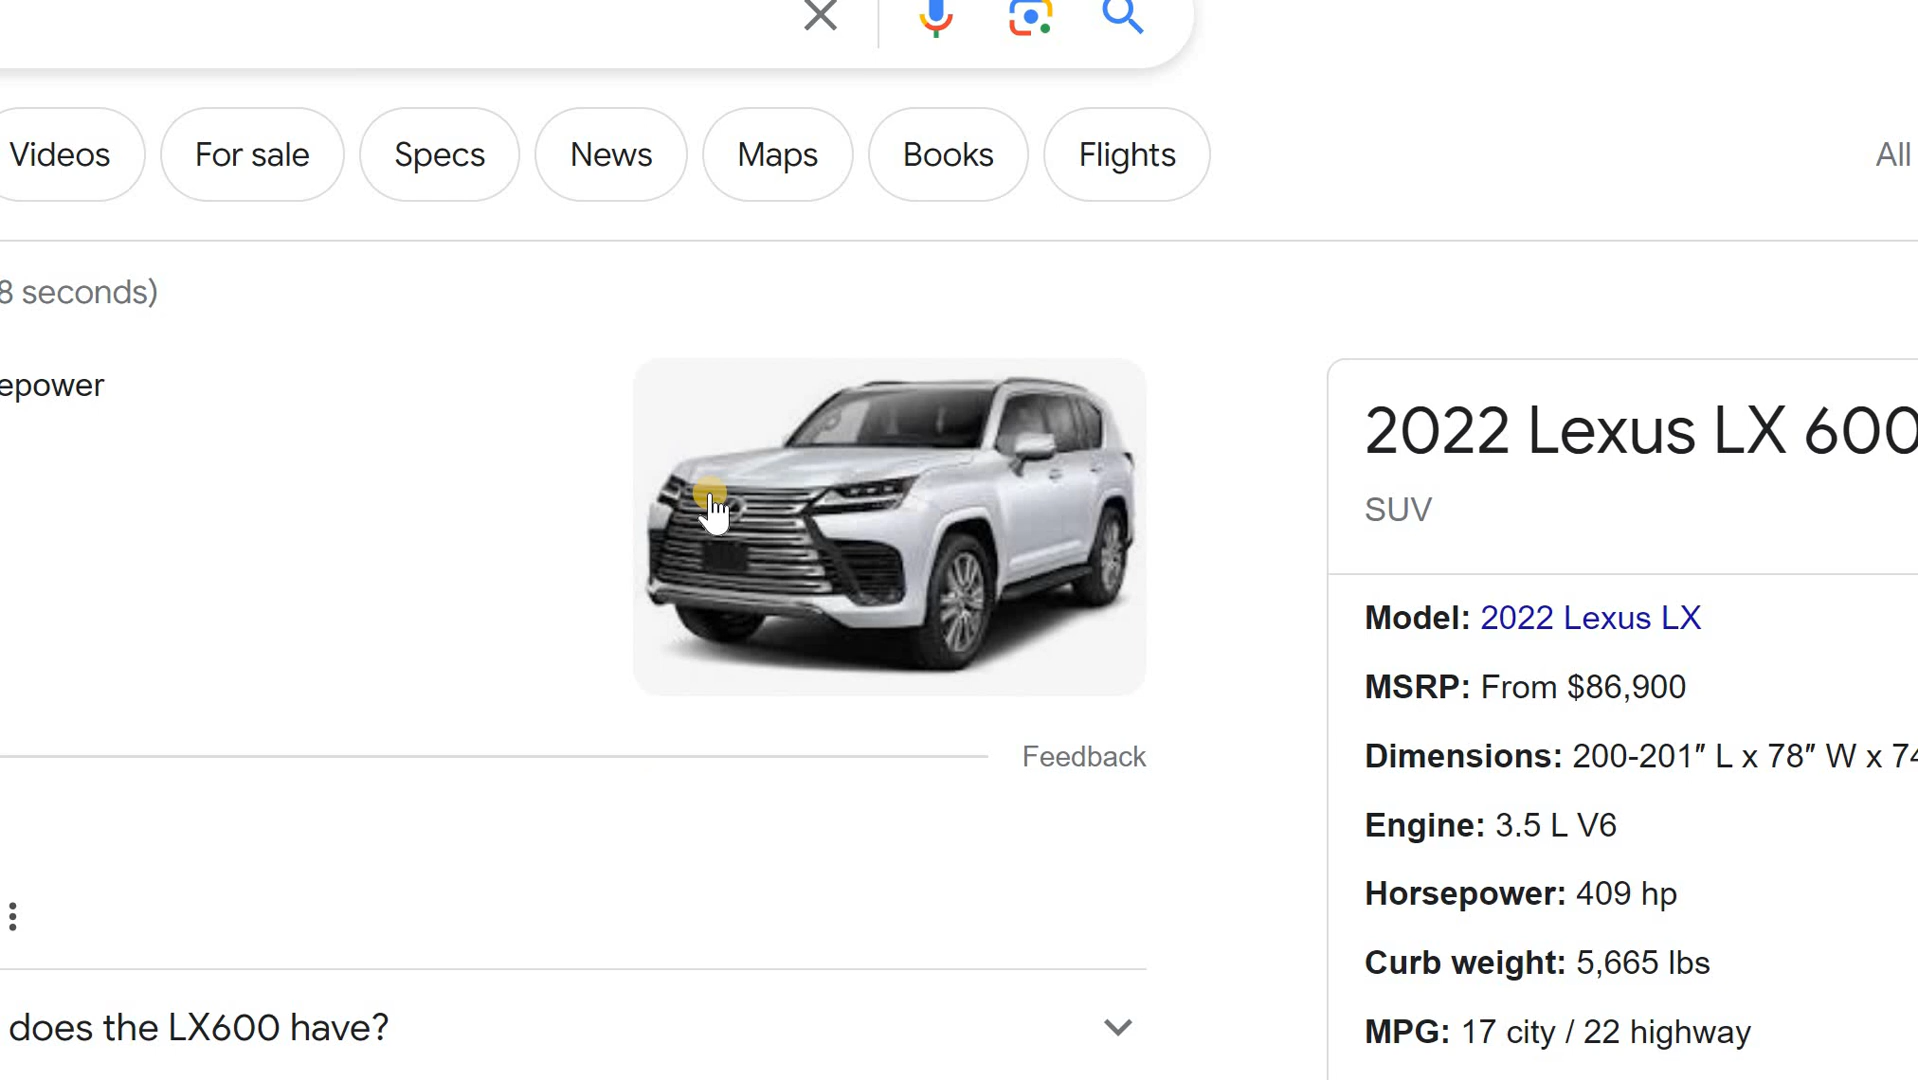 Videos
For sale
Specs
News
Maps
Books
Flights
All
8 seconds)
epower
2022 Lexus LX 600
SUV
Model: 2022 Lexus LX
MSRP: From $86,900
Dimensions: 200-201″ L x 78″ W x 74
Engine: 3.5 L V6
Horsepower: 409 hp
Curb weight: 5,665 lbs
MPG: 17 city / 22 highway
Feedback
does the LX600 have?